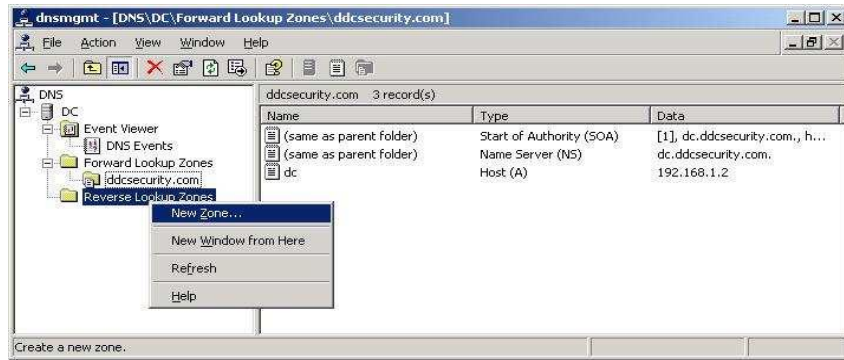 dnsmgmt - [DNS\DC\Forward Lookup Zones\ddcsecurity.com]
File Action View Window Help
DNS
DC
Event Viewer
DNS Events
Forward Lookup Zones
ddcsecurity.com
Reverse Lookup Zones
New Zone...
New Window from Here
Refresh
Help
ddcsecurity.com 3 record(s)
Name Type Data
(same as parent folder) Start of Authority (SOA) [1], dc.ddcsecurity.com., h...
(same as parent folder) Name Server (NS) dc.ddcsecurity.com.
dc Host (A) 192.168.1.2
Create a new zone.